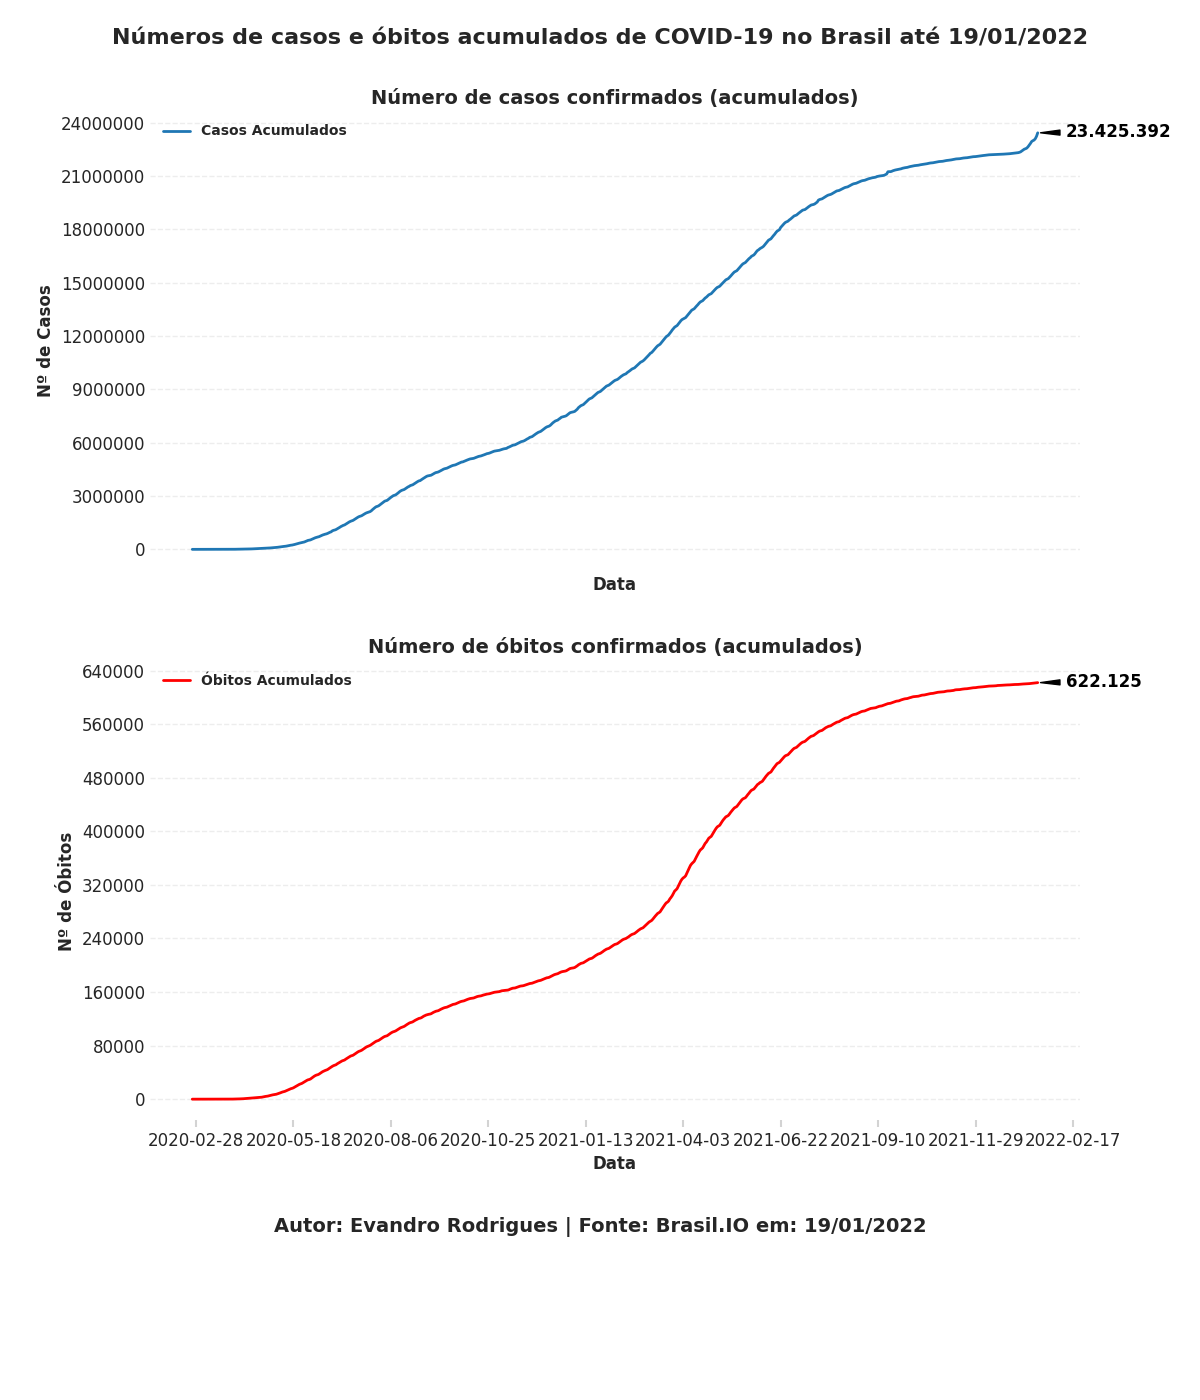 Números de casos e óbitos acumulados de COVID-19 no Brasil até 19/01/2022
Número de casos confirmados (acumulados)
Casos Acumulados
23.425.392
24000000
21000000
18000000
15000000
12000000
9000000
6000000
3000000
0
Nº de Casos
Data
Número de óbitos confirmados (acumulados)
Óbitos Acumulados
622.125
640000
560000
480000
400000
320000
240000
160000
80000
0
Nº de Óbitos
2020-02-28 2020-05-18 2020-08-06 2020-10-25 2021-01-13 2021-04-03 2021-06-22 2021-09-10 2021-11-29 2022-02-17
Data
Autor: Evandro Rodrigues | Fonte: Brasil.IO em: 19/01/2022